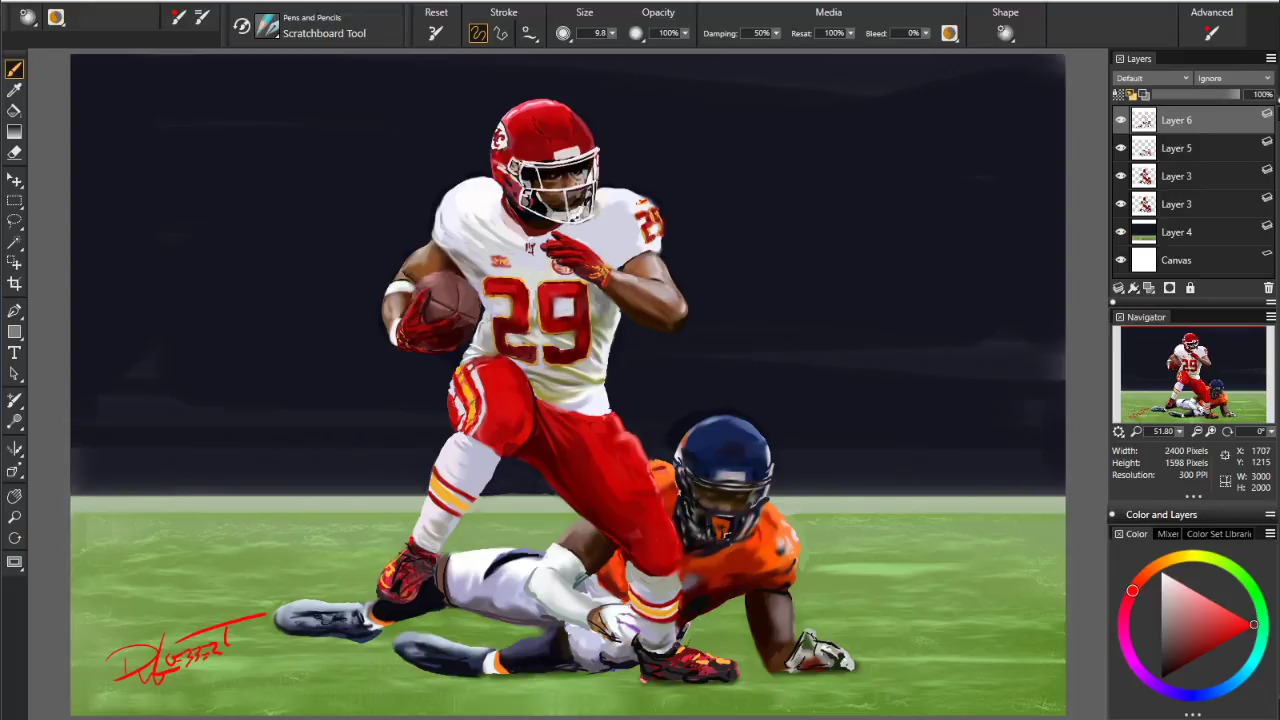 Pens and Pencils
Scratchboard Tool
Reset
Stroke
Size
9.8
Opacity
100%
Media
Damping: 50%
Resat: 100%
Bleed: 0%
Shape
Advanced
Layers
Default
Ignore
100%
Layer 6
Layer 5
Layer 3
Layer 3
Layer 4
Canvas
Navigator
51.80
0°
Width: 2400 Pixels
Height: 1598 Pixels
Resolution: 300 PPI
X: 1707
Y: 1215
W: 3000
H: 2000
Color and Layers
Color
Mixer
Color Set Librarie
KC
29
29